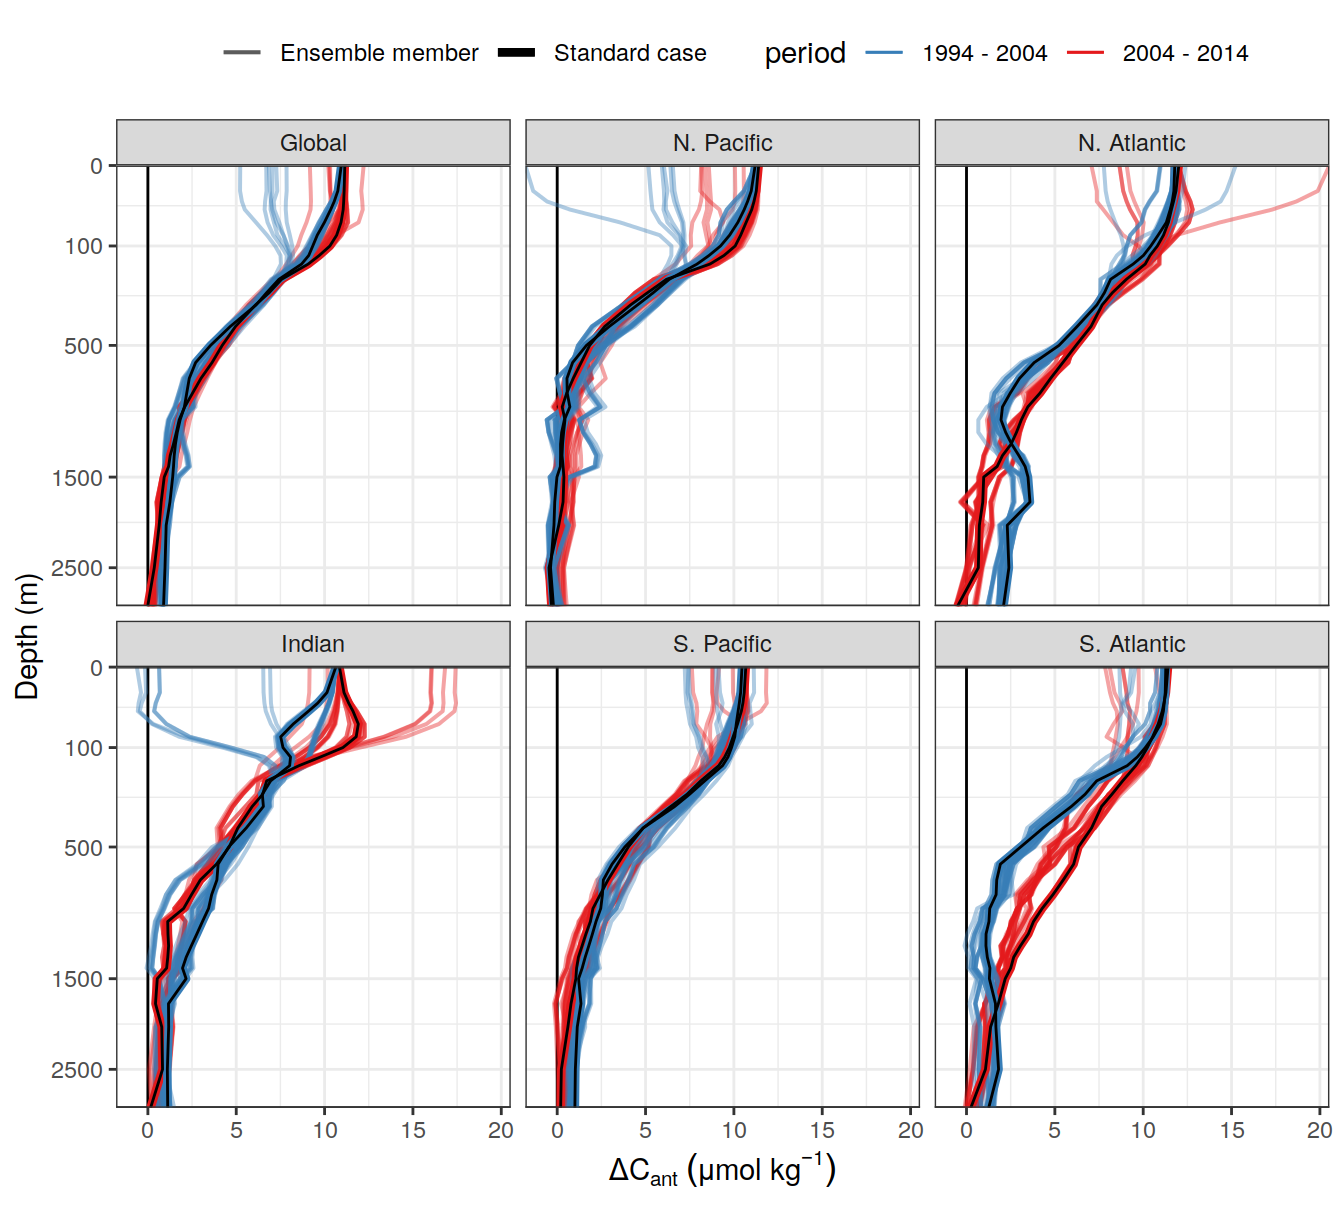 Ensemble member Standard case period 1994 - 2004 2004 - 2014
Global N. Pacific N. Atlantic
0
100
500
1500
2500
Depth (m)
Indian S. Pacific S. Atlantic
0
100
500
1500
2500
0 5 10 15 20 0 5 10 15 20 0 5 10 15 20
ΔCant (μmol kg⁻¹)